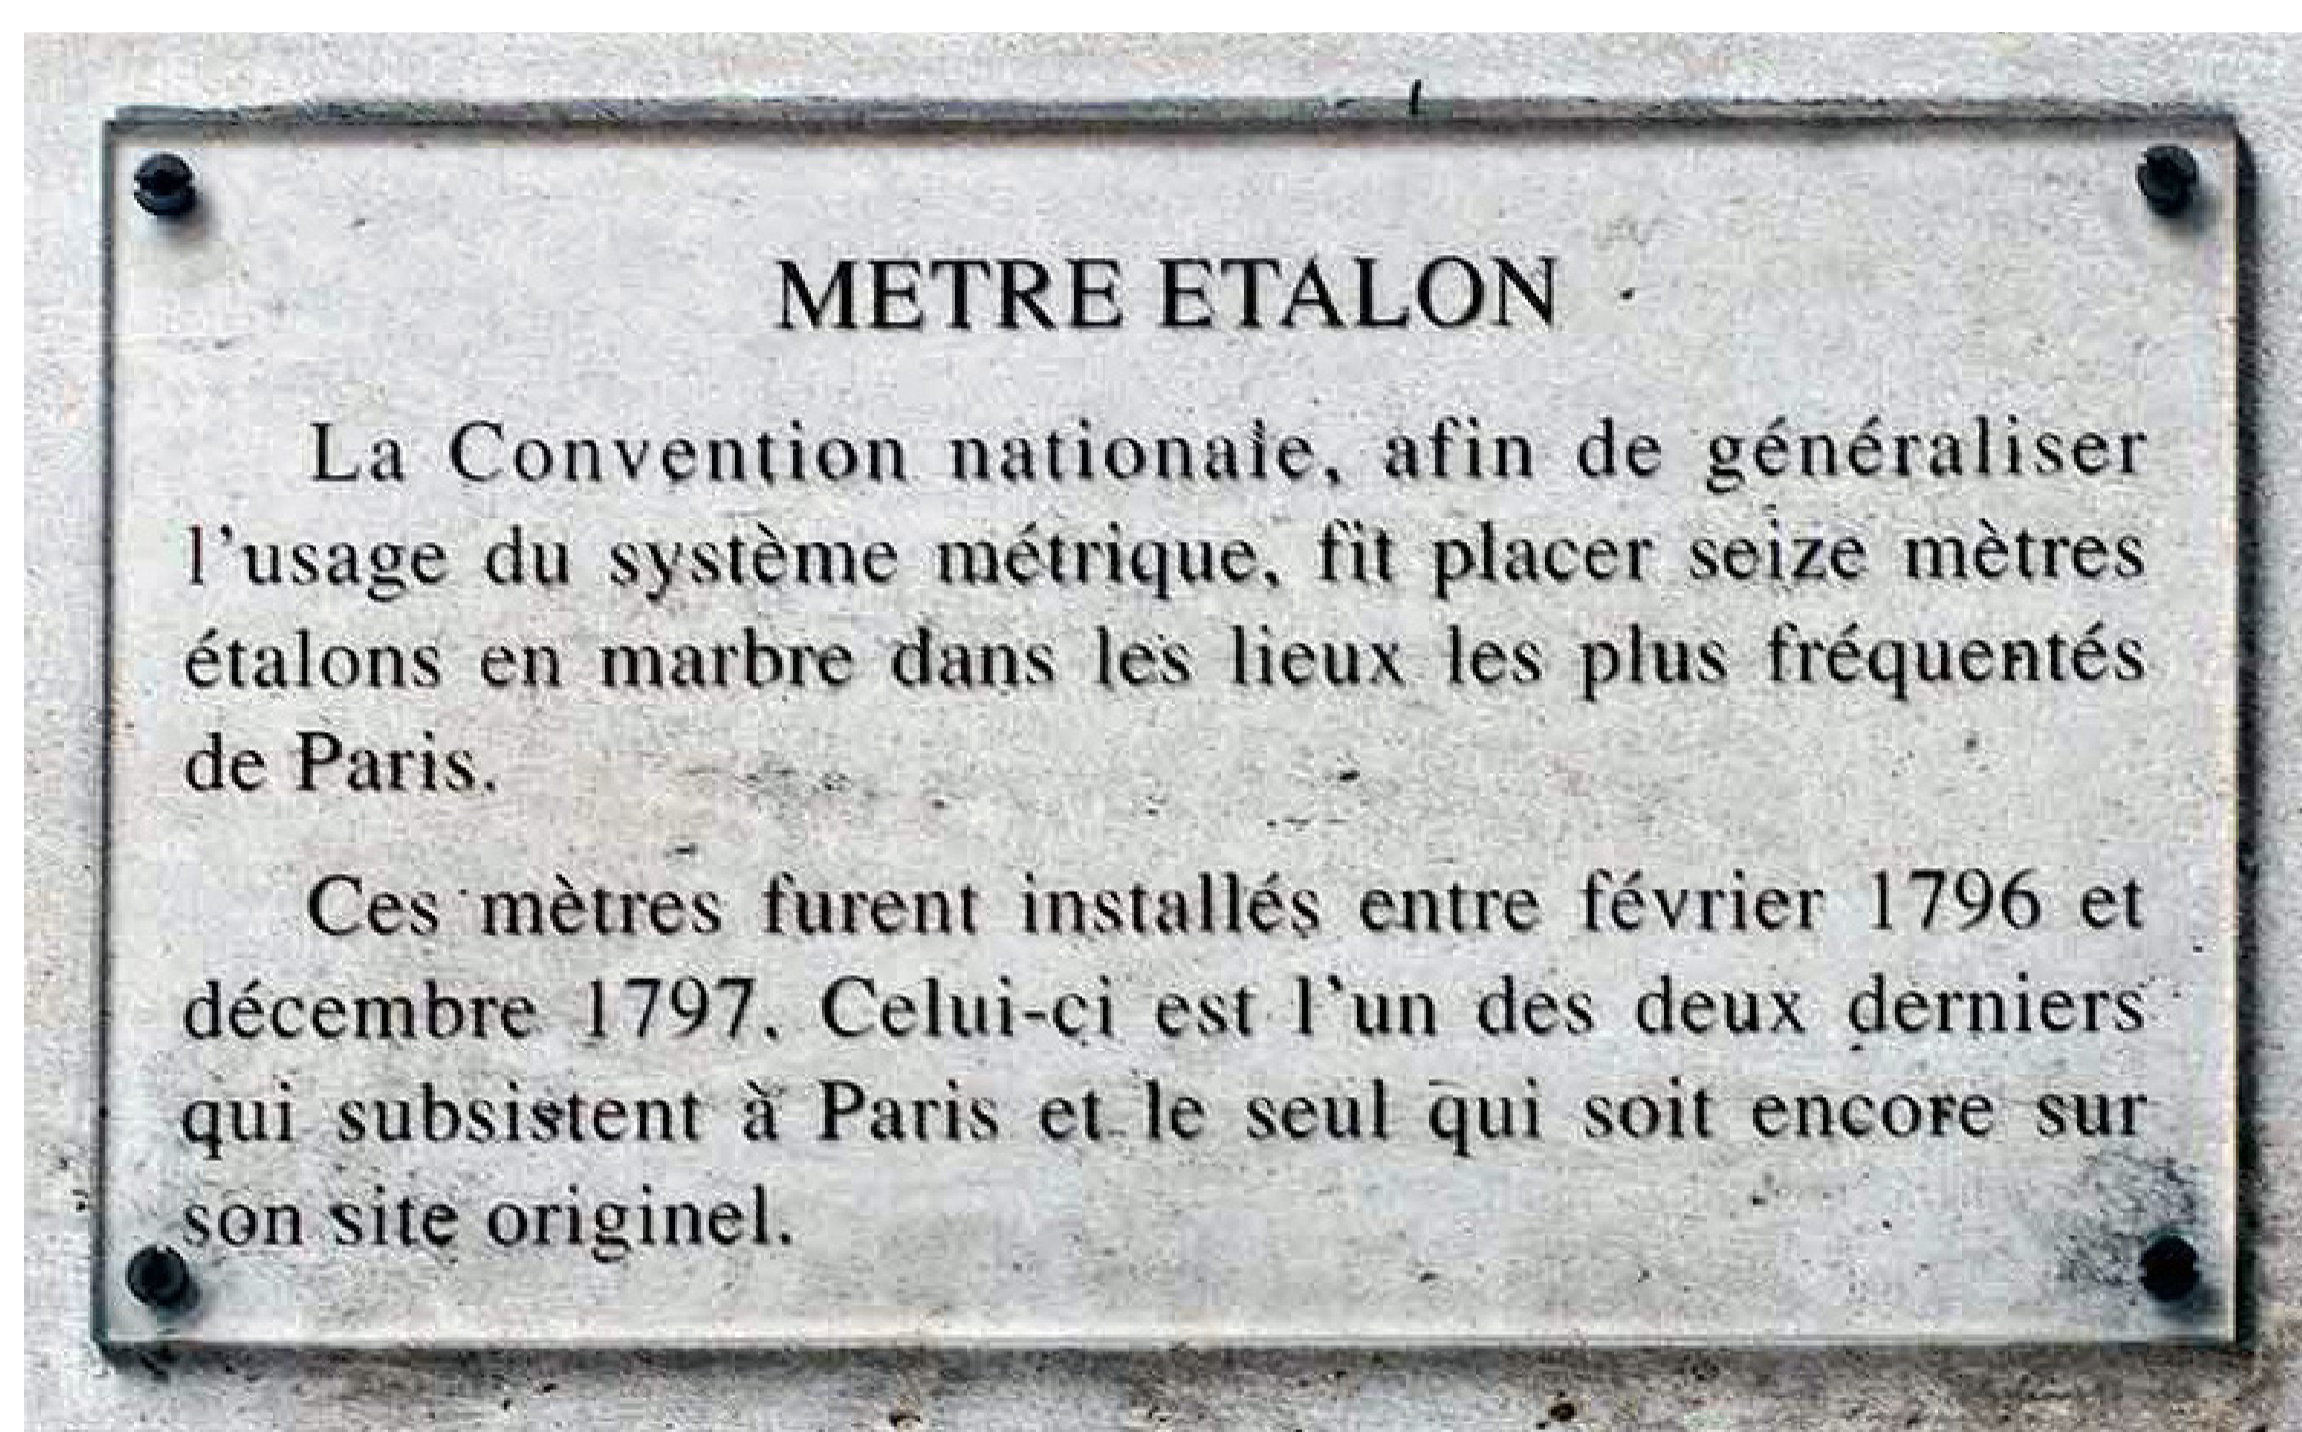 METRE ETALON
La Convention nationale, afin de généraliser
l'usage du système métrique, fit placer seize mètres
étalons en marbre dans les lieux les plus fréquentés
de Paris.
Ces mètres furent installés entre février 1796 et
décembre 1797. Celui-ci est l'un des deux derniers
qui subsistent à Paris et le seul qui soit encore sur
son site originel.